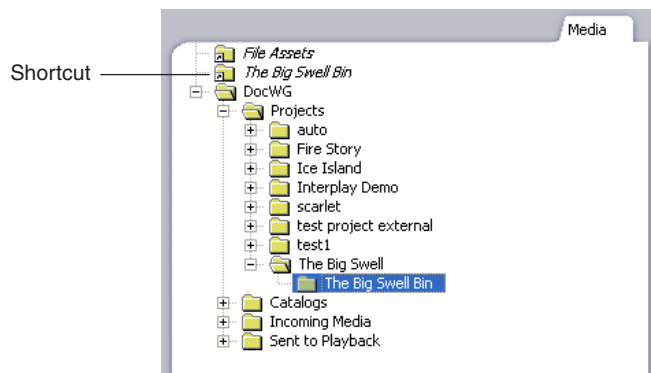 Media
File Assets
Shortcut
The Big Swell Bin
DocWG
Projects
auto
Fire Story
Ice Island
Interplay Demo
scarlet
test project external
test1
The Big Swell
The Big Swell Bin
Catalogs
Incoming Media
Sent to Playback